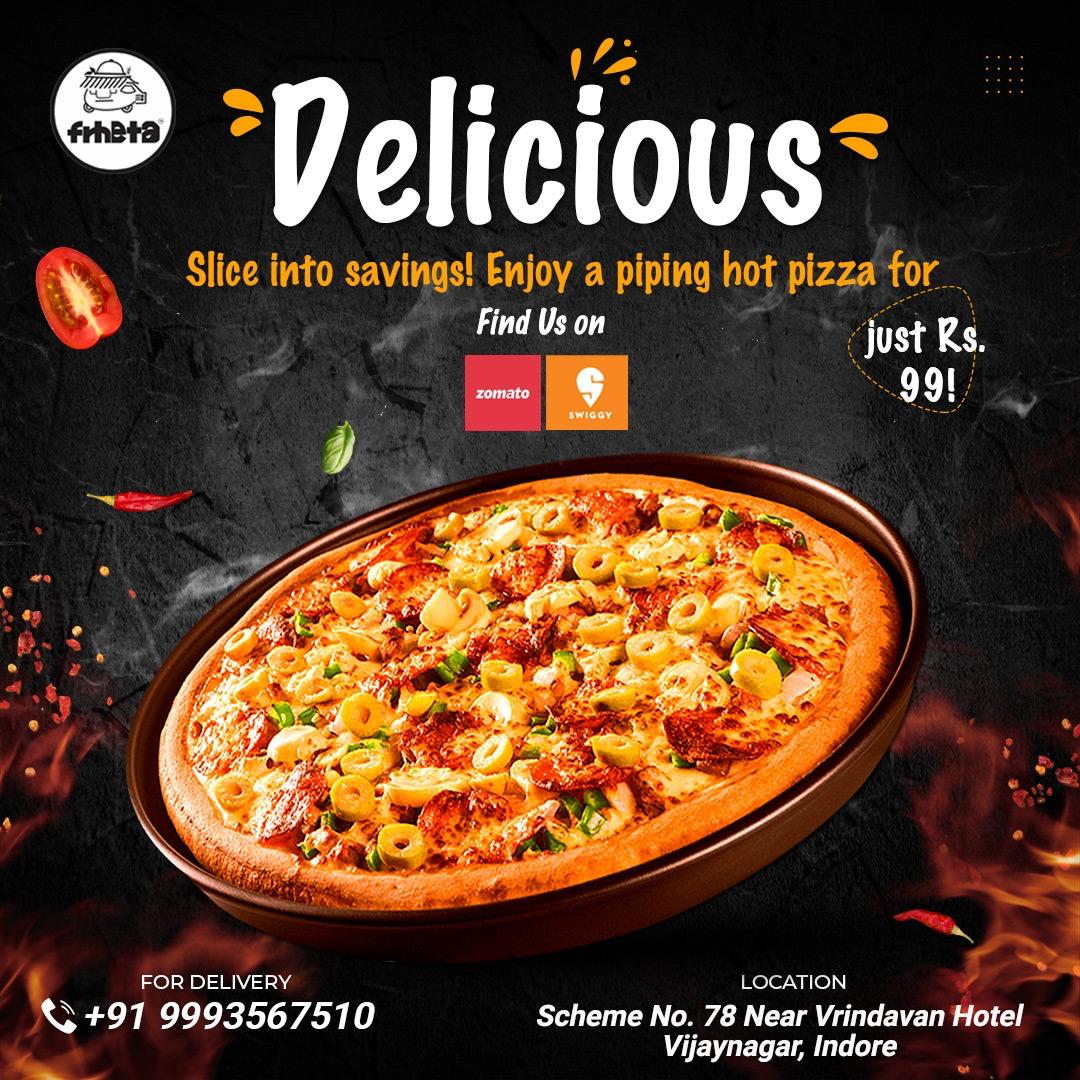 frheta
Delicious
Slice into savings! Enjoy a piping hot pizza for
just Rs.
99!
Find Us on
zomato
SWIGGY
FOR DELIVERY
+91 9993567510
LOCATION
Scheme No. 78 Near Vrindavan Hotel
Vijaynagar, Indore